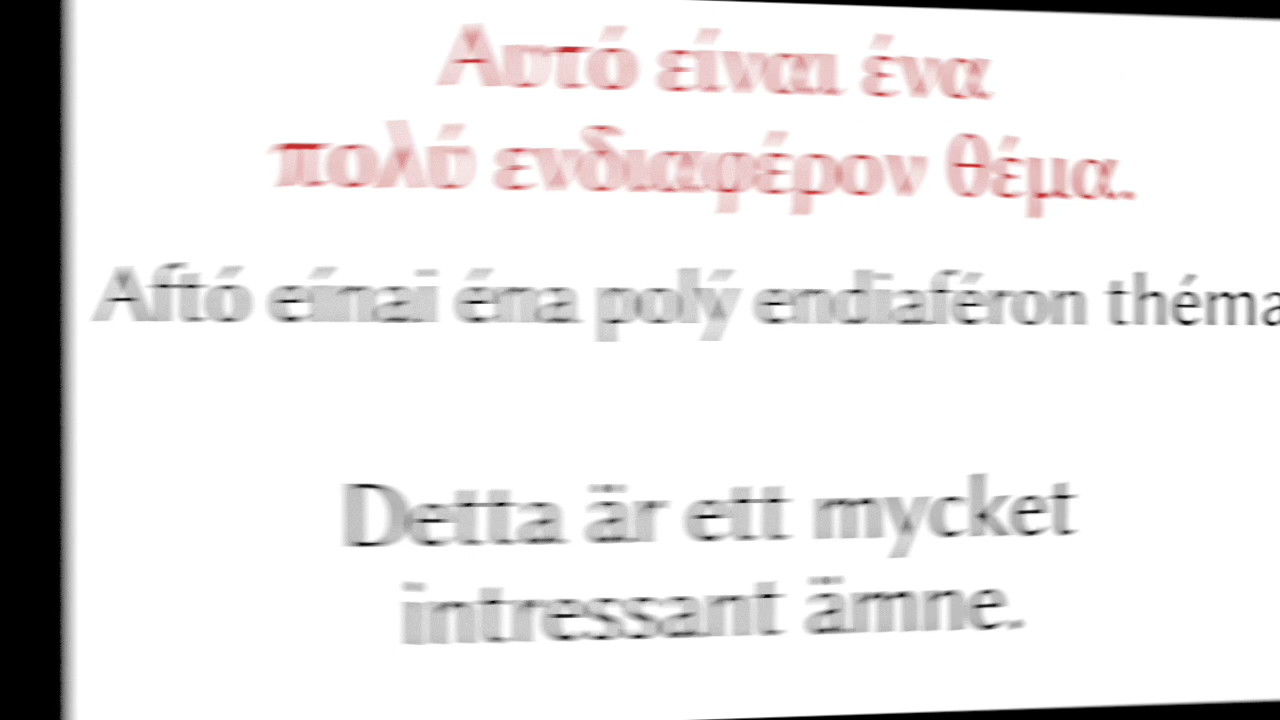 Αυτό είναι ένα
πολύ ενδιαφέρον θέμα.
Aftó eínai éna polý endiaféron théma
Detta är ett mycket
intressant ämne.